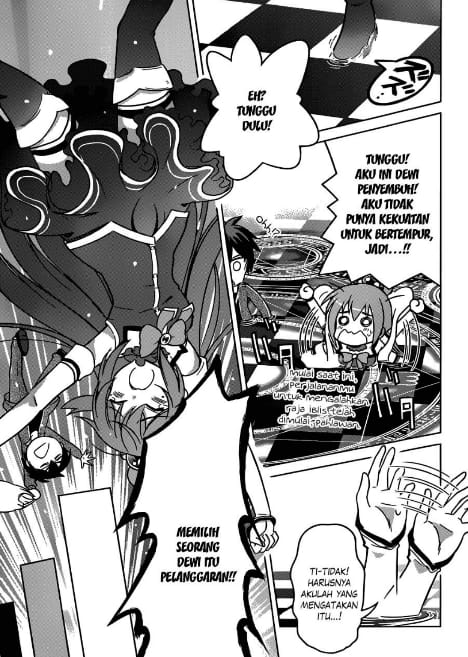 ズズ…
EH?
TUNGGU
DULU!
TUNGGU!
AKU INI DEWI
PENYEMBUH!
AKU TIDAK
PUNYA KEKUATAN
UNTUK BERTEMPUR,
JADI...!!
mulai saat ini,
perjalananmu
untuk mengalahkan
raja iblis telah
dimulai, pahlawan.
TI-TIDAK!
HARUSNYA
AKULAH YANG
MENGATAKAN
ITU...!
MEMILIH
SEORANG
DEWI ITU
PELANGGARAN!!